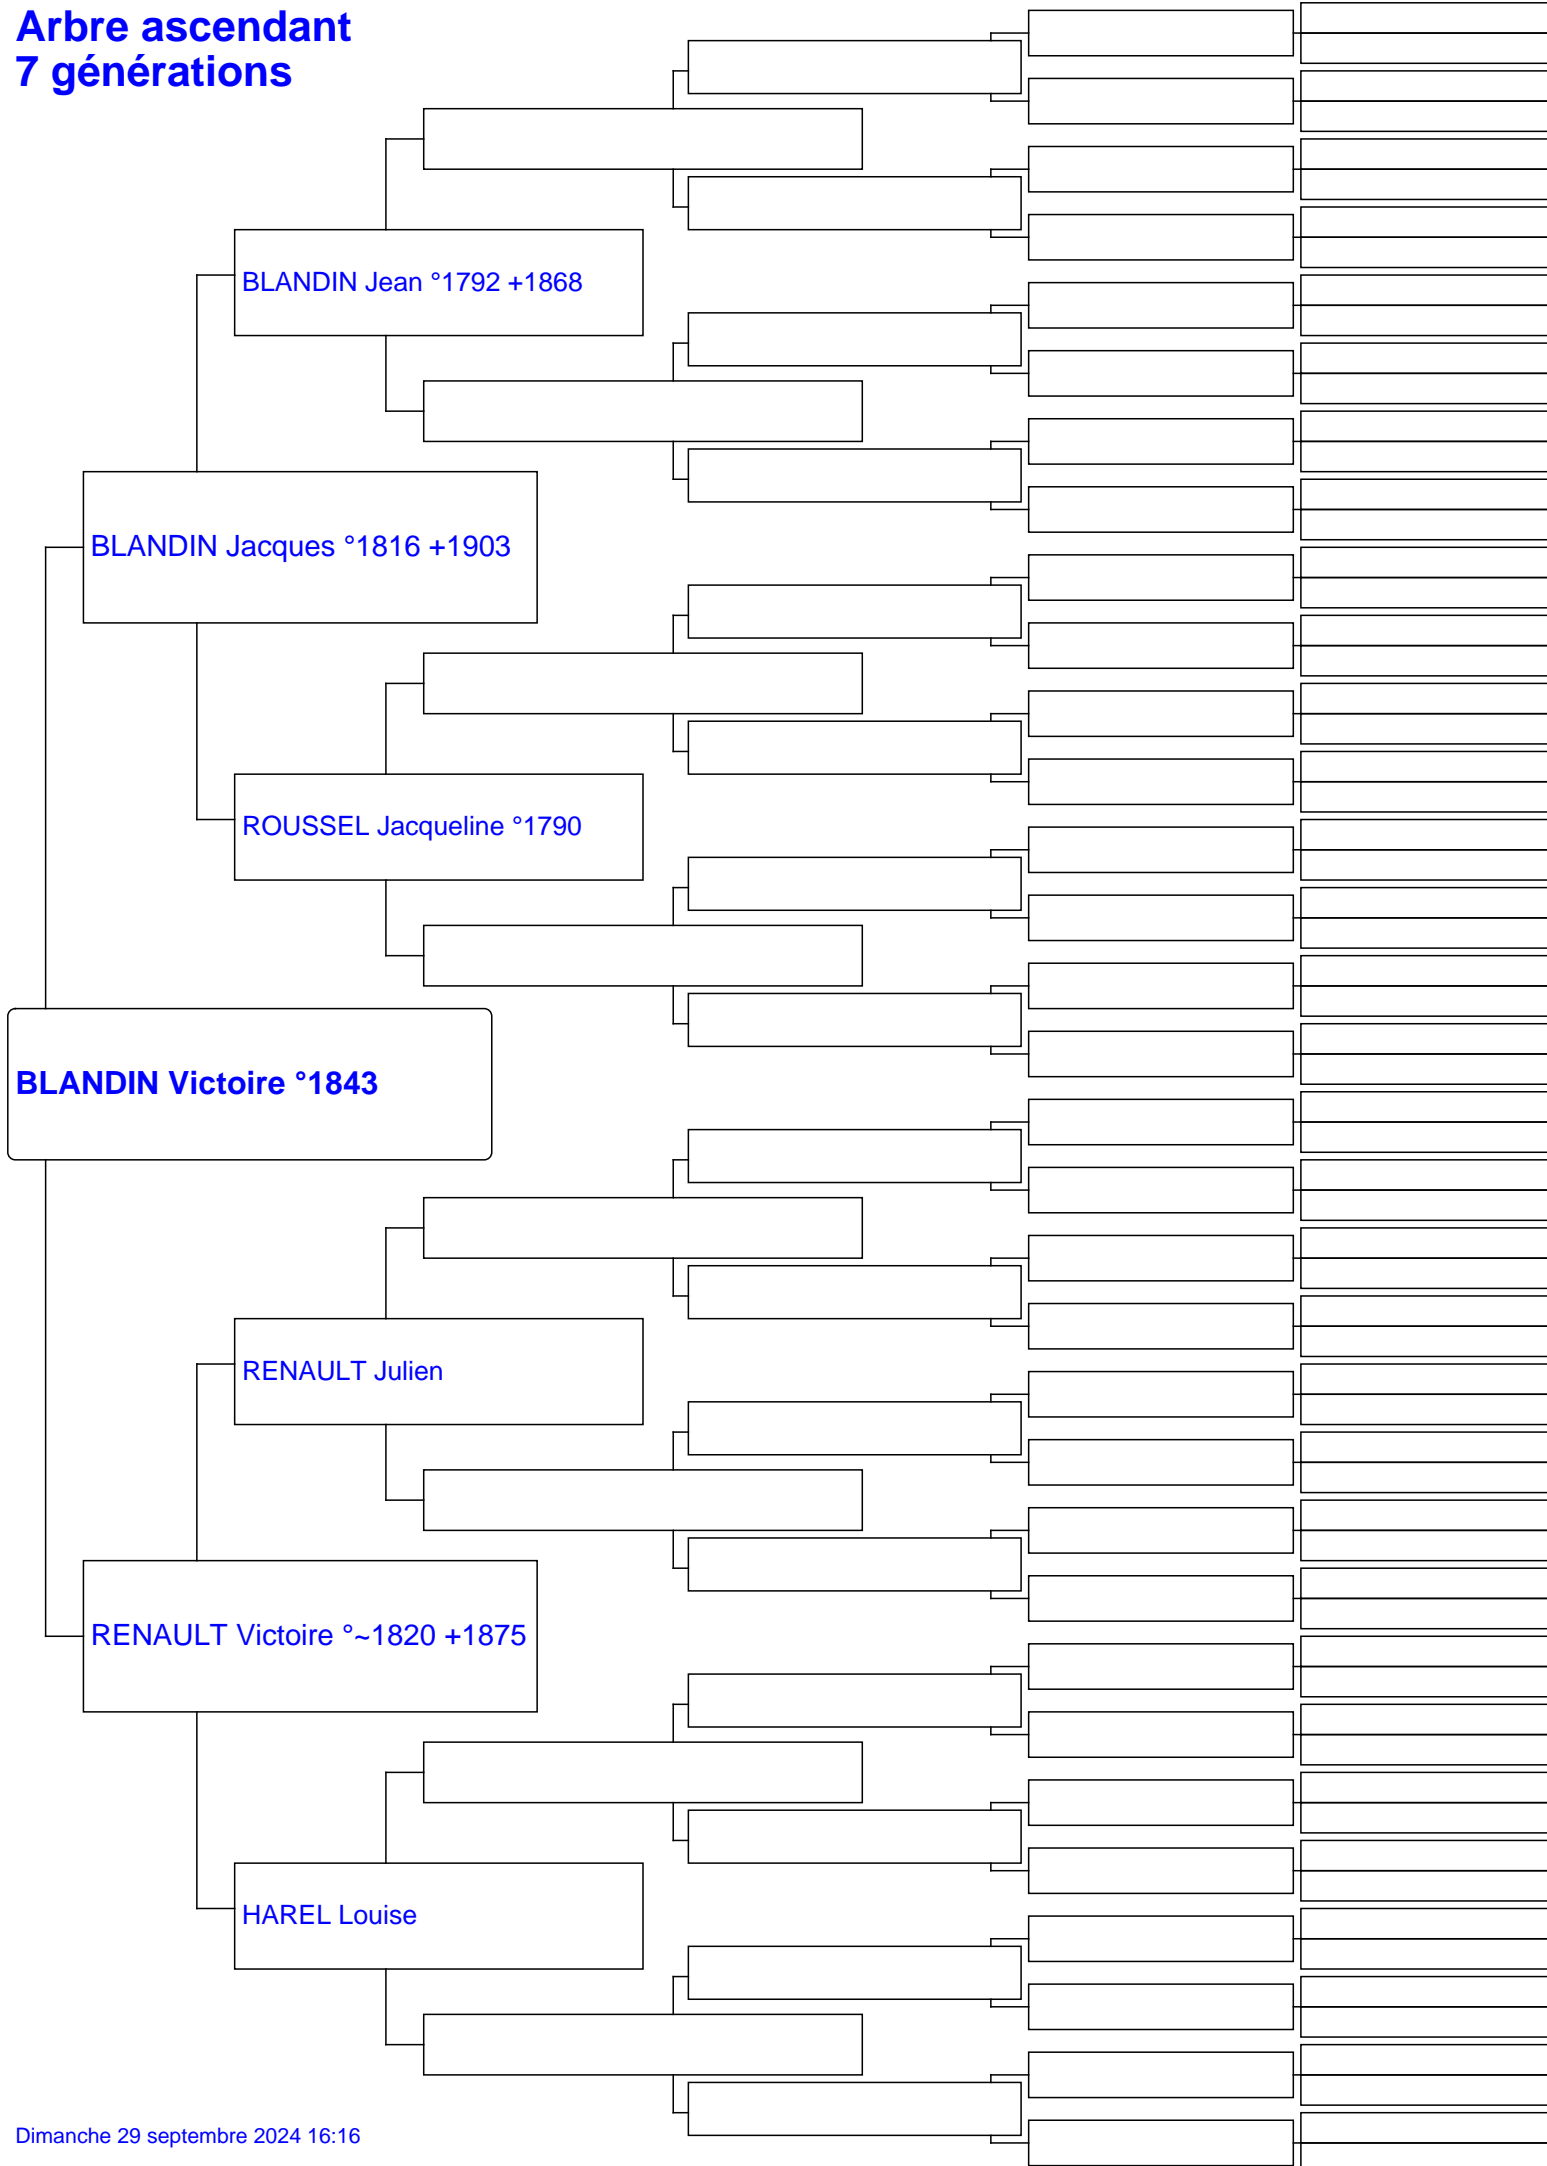 Arbre ascendant
7 générations
BLANDIN Jean °1792 +1868
BLANDIN Jacques °1816 +1903
ROUSSEL Jacqueline °1790
BLANDIN Victoire °1843
RENAULT Julien
RENAULT Victoire °~1820 +1875
HAREL Louise
Dimanche 29 septembre 2024 16:16